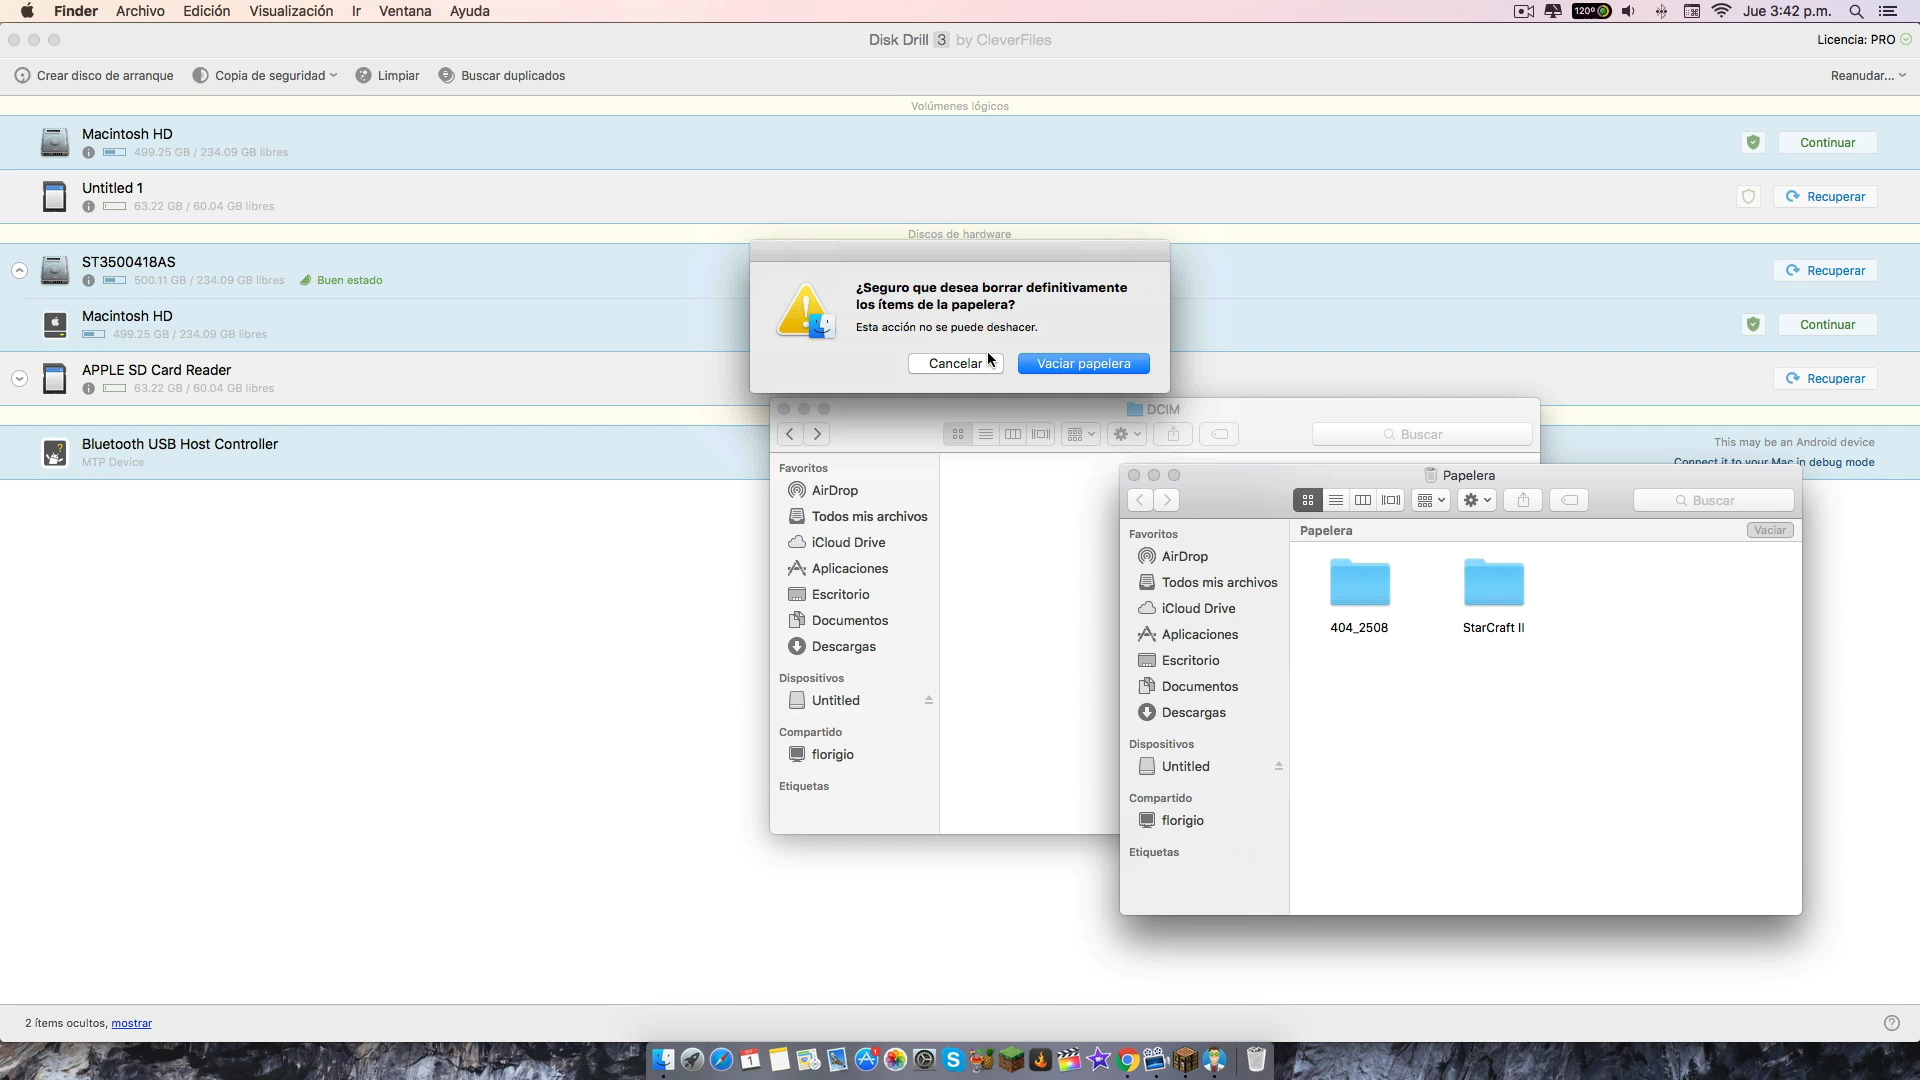 Finder Archivo Edición Visualización Ir Ventana Ayuda
120° Jue 3:42 p.m.
Disk Drill 3 by CleverFiles
Licencia: PRO
Crear disco de arranque Copia de seguridad Limpiar Buscar duplicados
Reanudar...
Volúmenes lógicos
Macintosh HD
499.25 GB / 234.09 GB libres
Continuar
Untitled 1
63.22 GB / 60.04 GB libres
Recuperar
Discos de hardware
ST3500418AS
500.11 GB / 234.09 GB libres Buen estado
Recuperar
Macintosh HD
499.25 GB / 234.09 GB libres
Continuar
APPLE SD Card Reader
63.22 GB / 60.04 GB libres
Recuperar
Bluetooth USB Host Controller
MTP Device
This may be an Android device
Connect it to your Mac in debug mode
¿Seguro que desea borrar definitivamente
los ítems de la papelera?
Esta acción no se puede deshacer.
Cancelar Vaciar papelera
DCIM
Buscar
Favoritos
AirDrop
Todos mis archivos
iCloud Drive
Aplicaciones
Escritorio
Documentos
Descargas
Dispositivos
Untitled
Compartido
florigio
Etiquetas
Papelera
Buscar
Favoritos
AirDrop
Todos mis archivos
iCloud Drive
Aplicaciones
Escritorio
Documentos
Descargas
Dispositivos
Untitled
Compartido
florigio
Etiquetas
Papelera
Vaciar
404_2508 StarCraft II
2 ítems ocultos, mostrar